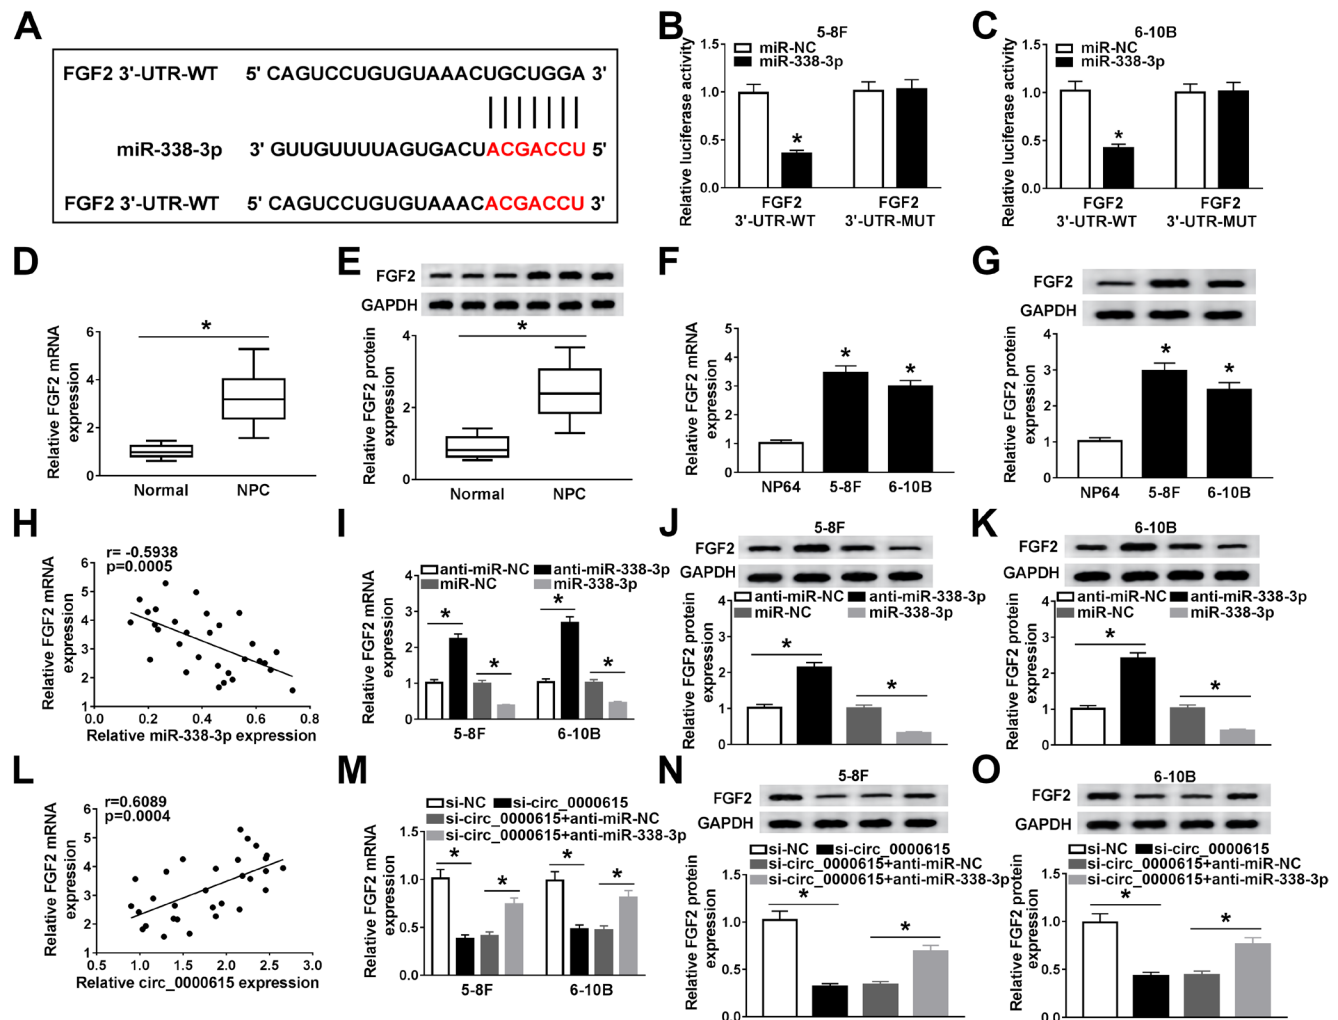 A
FGF2 3'-UTR-WT 5' CAGUCCUGUGUAAACUGCUGGA 3'
miR-338-3p 3' GUUGUUUUAGUGACUACGACCU 5'
FGF2 3'-UTR-WT 5' CAGUCCUGUGUAAACACGACCU 3'
B
5-8F
miR-NC
miR-338-3p
Relative luciferase activity
1.5
1.0
0.5
0.0
*
FGF2 3'-UTR-WT
FGF2 3'-UTR-MUT
C
6-10B
miR-NC
miR-338-3p
Relative luciferase activity
1.5
1.0
0.5
0.0
*
FGF2 3'-UTR-WT
FGF2 3'-UTR-MUT
D
Relative FGF2 mRNA expression
6
4
2
0
*
Normal NPC
E
FGF2
GAPDH
Relative FGF2 protein expression
4
2
0
*
Normal NPC
F
Relative FGF2 mRNA expression
5
4
3
2
1
0
* *
NP64 5-8F 6-10B
G
FGF2
GAPDH
Relative FGF2 protein expression
4
3
2
1
0
* *
NP64 5-8F 6-10B
H
r= -0.5938
p=0.0005
Relative FGF2 mRNA expression
6
5
4
3
2
1
0.0 0.2 0.4 0.6 0.8
Relative miR-338-3p expression
I
anti-miR-NC anti-miR-338-3p
miR-NC miR-338-3p
Relative FGF2 mRNA expression
4
3
2
1
0
* * * *
5-8F 6-10B
J
5-8F
FGF2
GAPDH
anti-miR-NC anti-miR-338-3p
miR-NC miR-338-3p
Relative FGF2 protein expression
4
3
2
1
0
* *
K
6-10B
FGF2
GAPDH
anti-miR-NC anti-miR-338-3p
miR-NC miR-338-3p
Relative FGF2 protein expression
4
3
2
1
0
* *
L
r=0.6089
p=0.0004
Relative FGF2 mRNA expression
6
5
4
3
2
1
0.5 1.0 1.5 2.0 2.5 3.0
Relative circ_0000615 expression
M
si-NC si-circ_0000615
si-circ_0000615+anti-miR-NC
si-circ_0000615+anti-miR-338-3p
Relative FGF2 mRNA expression
1.5
1.0
0.5
0.0
* * * *
5-8F 6-10B
N
5-8F
FGF2
GAPDH
si-NC si-circ_0000615
si-circ_0000615+anti-miR-NC
si-circ_0000615+anti-miR-338-3p
Relative FGF2 protein expression
1.5
1.0
0.5
0.0
* *
O
6-10B
FGF2
GAPDH
si-NC si-circ_0000615
si-circ_0000615+anti-miR-NC
si-circ_0000615+anti-miR-338-3p
Relative FGF2 protein expression
1.5
1.0
0.5
0.0
* *